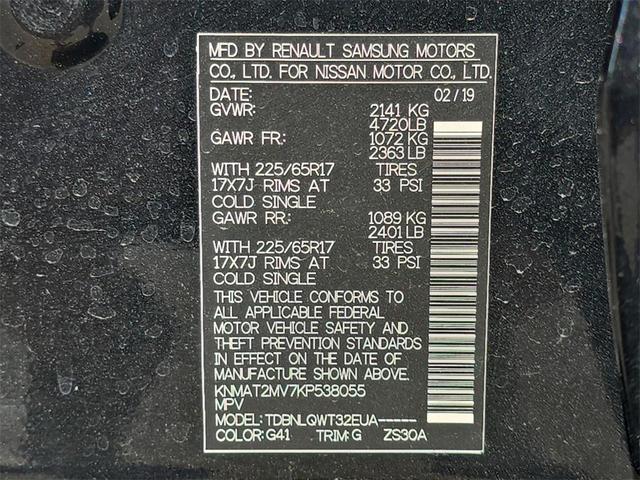 MFD BY RENAULT SAMSUNG MOTORS
CO., LTD. FOR NISSAN MOTOR CO., LTD.
DATE: 02/19
GVWR: 2141 KG
4720LB
GAWR FR: 1072 KG
2363 LB
WITH 225/65R17 TIRES
17X7J RIMS AT 33 PSI
COLD SINGLE
GAWR RR: 1089 KG
2401 LB
WITH 225/65R17 TIRES
17X7J RIMS AT 33 PSI
COLD SINGLE
THIS VEHICLE CONFORMS TO
ALL APPLICABLE FEDERAL
MOTOR VEHICLE SAFETY AND
THEFT PREVENTION STANDARDS
IN EFFECT ON THE DATE OF
MANUFACTURE SHOWN ABOVE.
KNMAT2MV7KP538055
MPV
MODEL: TDBNLQWT32EUA-----
COLOR: G41 TRIM: G ZS30A